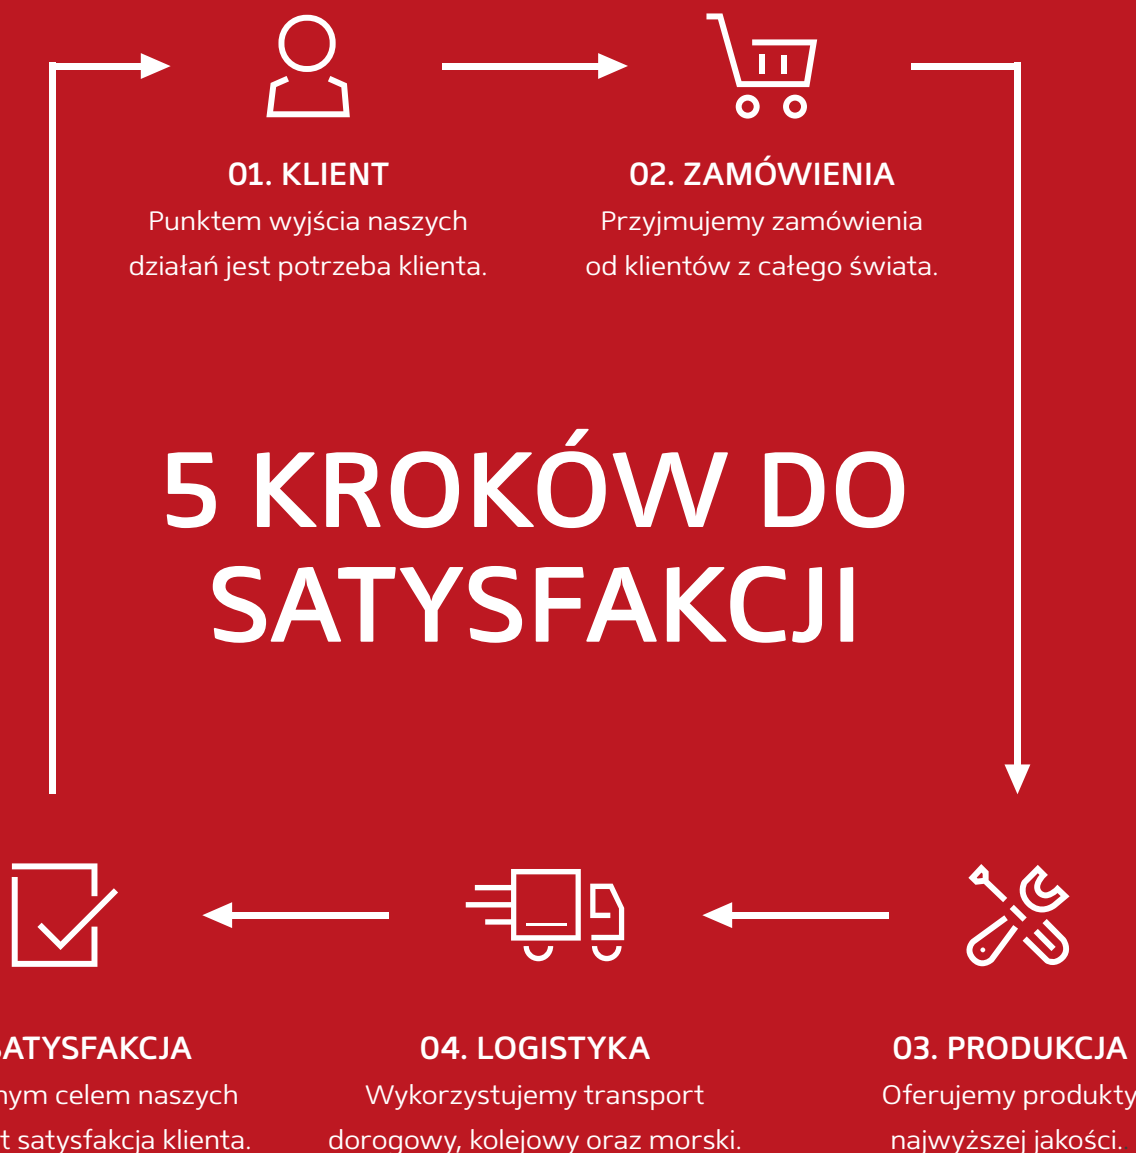 01. KLIENT
Punktem wyjścia naszych
działań jest potrzeba klienta.
02. ZAMÓWIENIA
Przyjmujemy zamówienia
od klientów z całego świata.
5 KROKÓW DO
SATYSFAKCJI
03. PRODUKCJA
Oferujemy produkty
najwyższej jakości.
04. LOGISTYKA
Wykorzystujemy transport
dorogowy, kolejowy oraz morski.
SATYSFAKCJA
celem naszych
satysfakcja klienta.